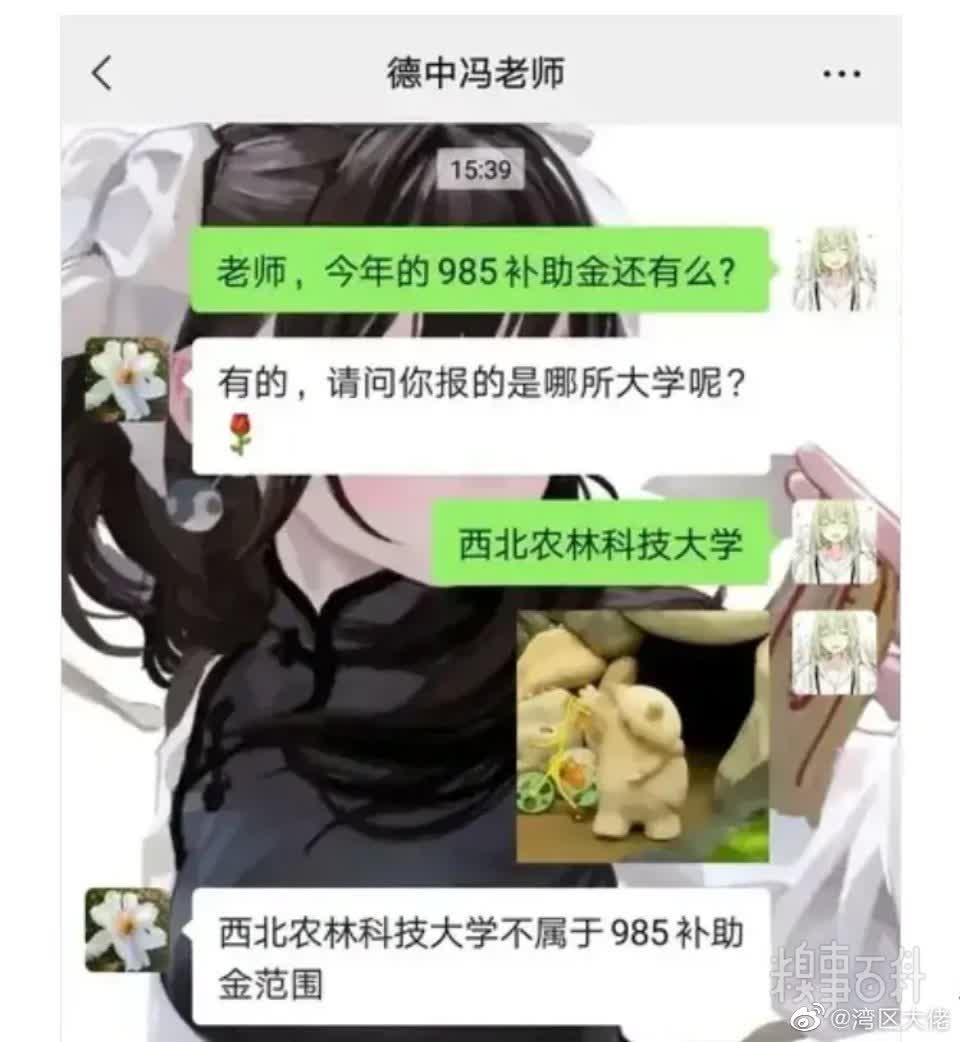 德中冯老师
15:39
老师，今年的985补助金还有么？
有的，请问你报的是哪所大学呢？
西北农林科技大学
西北农林科技大学不属于985补助
金范围
糗事百科
@湾区大佬